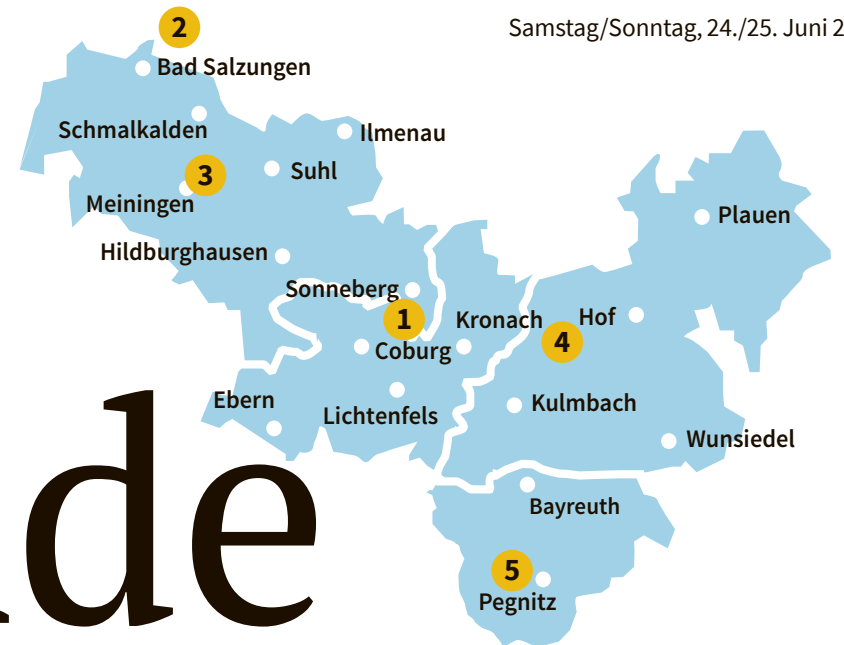 Samstag/Sonntag, 24./25. Juni 2
2
Bad Salzungen
Schmalkalden
Ilmenau
3
Suhl
Meiningen
Plauen
Hildburghausen
Sonneberg
1
Kronach
Hof
4
Coburg
Ebern
Lichtenfels
Kulmbach
Wunsiedel
Bayreuth
5
Pegnitz
de